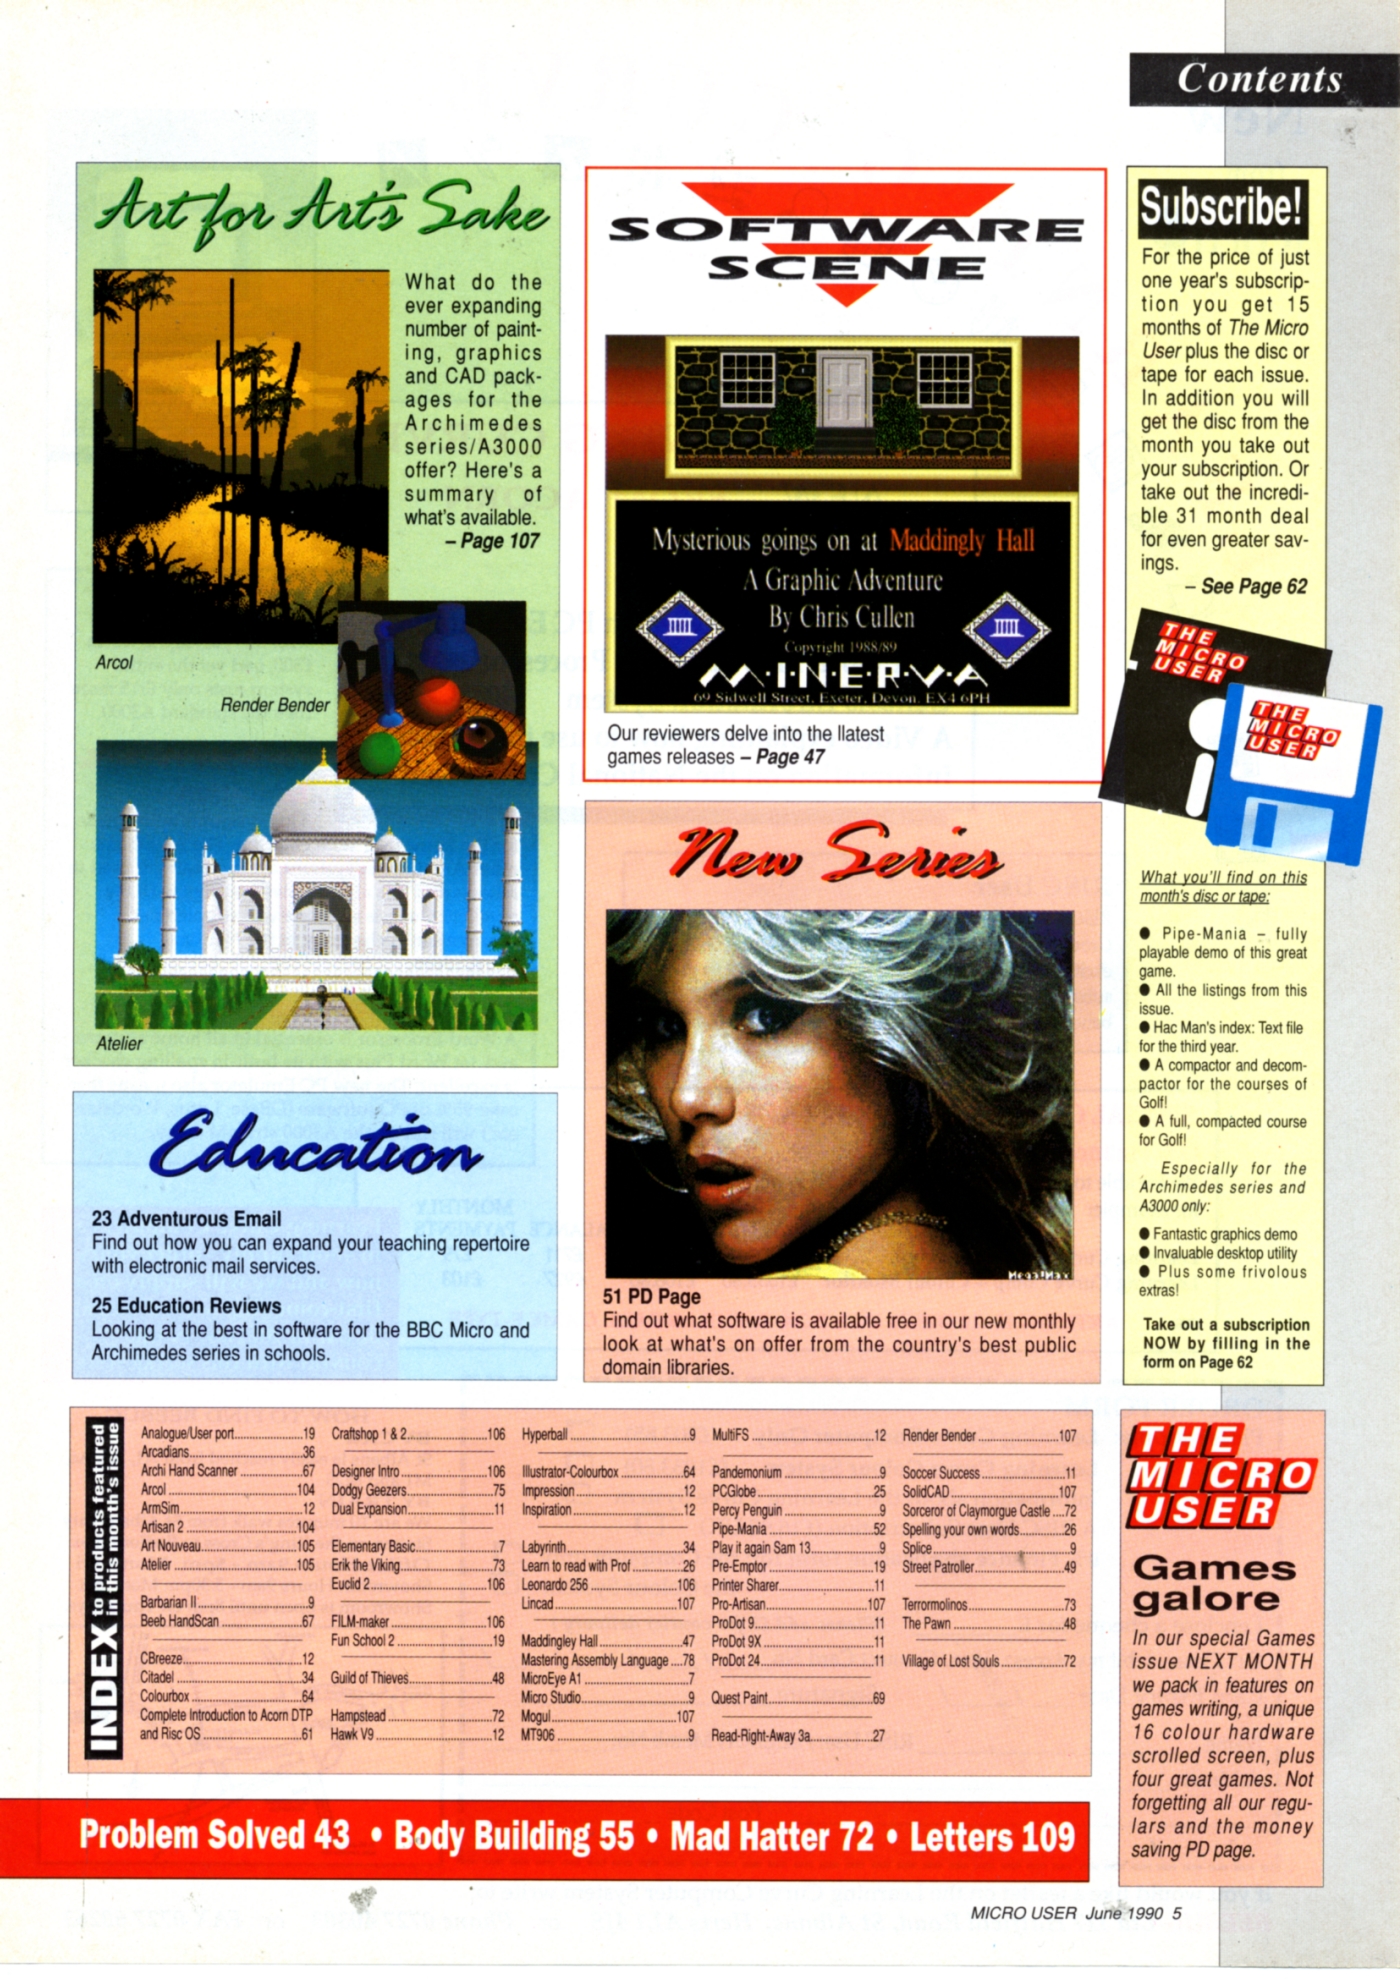 Contents
Art for Art's Sake
What do the
ever expanding
number of paint-
ing, graphics
and CAD pack-
ages for the
Archimedes
series/A3000
offer? Here's a
summary of
what's available.
– Page 107
Arcol
Render Bender
Atelier
Education
23 Adventurous Email
Find out how you can expand your teaching repertoire
with electronic mail services.
25 Education Reviews
Looking at the best in software for the BBC Micro and
Archimedes series in schools.
SOFTWARE
SCENE
Mysterious goings on at Maddingly Hall
A Graphic Adventure
By Chris Cullen
Copyright 1988/89
M·I·N·E·R·V·A
69 Sidwell Street, Exeter, Devon, EX4 6PH
Our reviewers delve into the llatest
games releases – Page 47
New Series
MegaMax
51 PD Page
Find out what software is available free in our new monthly
look at what's on offer from the country's best public
domain libraries.
Subscribe!
For the price of just
one year's subscrip-
tion you get 15
months of The Micro
User plus the disc or
tape for each issue.
In addition you will
get the disc from the
month you take out
your subscription. Or
take out the incredi-
ble 31 month deal
for even greater sav-
ings.
– See Page 62
THE
MICRO
USER
THE
MICRO
USER
What you'll find on this
month's disc or tape:
● Pipe-Mania – fully
playable demo of this great
game.
● All the listings from this
issue.
● Hac Man's index: Text file
for the third year.
● A compactor and decom-
pactor for the courses of
Golf!
● A full, compacted course
for Golf!
Especially for the
Archimedes series and
A3000 only:
● Fantastic graphics demo
● Invaluable desktop utility
● Plus some frivolous
extras!
Take out a subscription
NOW by filling in the
form on Page 62
INDEX to products featured
in this month's issue
Analogue/User port.....19
Arcadians.....36
Archi Hand Scanner.....67
Arcol.....104
ArmSim.....12
Artisan 2.....104
Art Nouveau.....105
Atelier.....105
Barbarian II.....9
Beeb HandScan.....67
CBreeze.....12
Citadel.....34
Colourbox.....64
Complete Introduction to Acorn DTP
and Risc OS.....61
Craftshop 1 & 2.....106
Designer Intro.....106
Dodgy Geezers.....75
Dual Expansion.....11
Elementary Basic.....7
Erik the Viking.....73
Euclid 2.....106
FILM-maker.....106
Fun School 2.....19
Guild of Thieves.....48
Hampstead.....72
Hawk V9.....12
Hyperball.....9
Illustrator-Colourbox.....64
Impression.....12
Inspiration.....12
Labyrinth.....34
Learn to read with Prof.....26
Leonardo 256.....106
Lincad.....107
Maddingley Hall.....47
Mastering Assembly Language.....78
MicroEye A1.....7
Micro Studio.....9
Mogul.....107
MT906.....9
MultiFS.....12
Pandemonium.....9
PCGlobe.....25
Percy Penguin.....9
Pipe-Mania.....52
Play it again Sam 13.....9
Pre-Emptor.....19
Printer Sharer.....11
Pro-Artisan.....107
ProDot 9.....11
ProDot 9X.....11
ProDot 24.....11
Quest Paint.....69
Read-Right-Away 3a.....27
Render Bender.....107
Soccer Success.....11
SolidCAD.....107
Sorceror of Claymorgue Castle.....72
Spelling your own words.....26
Splice.....9
Street Patroller.....49
Terrormolinos.....73
The Pawn.....48
Village of Lost Souls.....72
THE
MICRO
USER
Games
galore
In our special Games
issue NEXT MONTH
we pack in features on
games writing, a unique
16 colour hardware
scrolled screen, plus
four great games. Not
forgetting all our regu-
lars and the money
saving PD page.
Problem Solved 43 • Body Building 55 • Mad Hatter 72 • Letters 109
MICRO USER June 1990 5